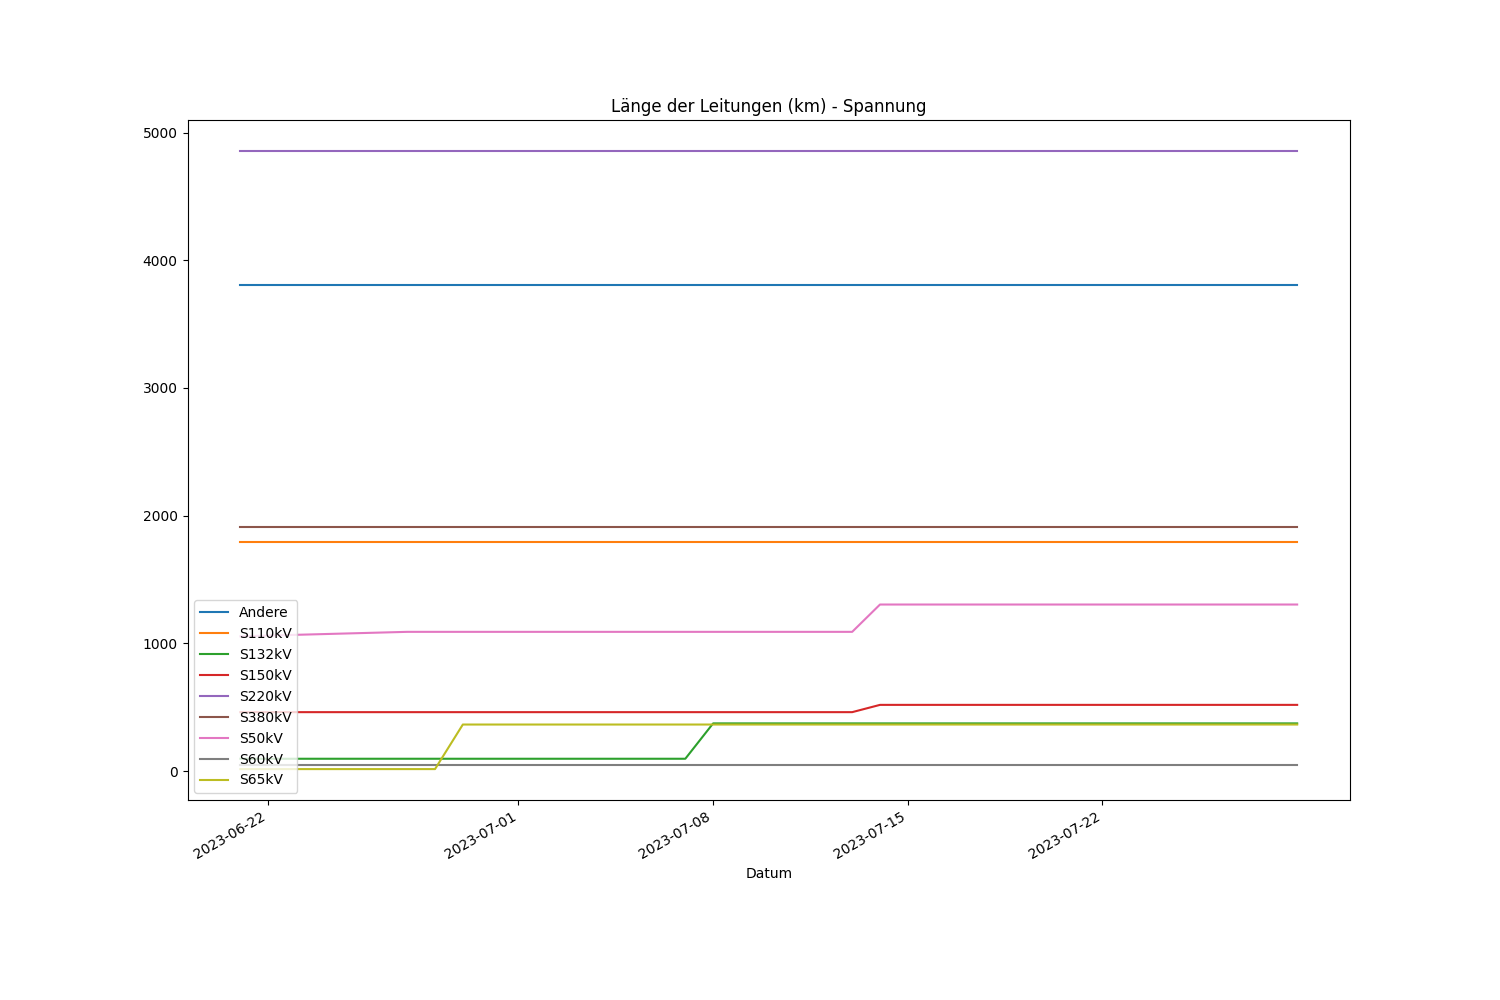 Länge der Leitungen (km) - Spannung
5000
4000
3000
2000
1000
0
Andere
S110kV
S132kV
S150kV
S220kV
S380kV
S50kV
S60kV
S65kV
2023-06-22
2023-07-01
2023-07-08
2023-07-15
2023-07-22
Datum